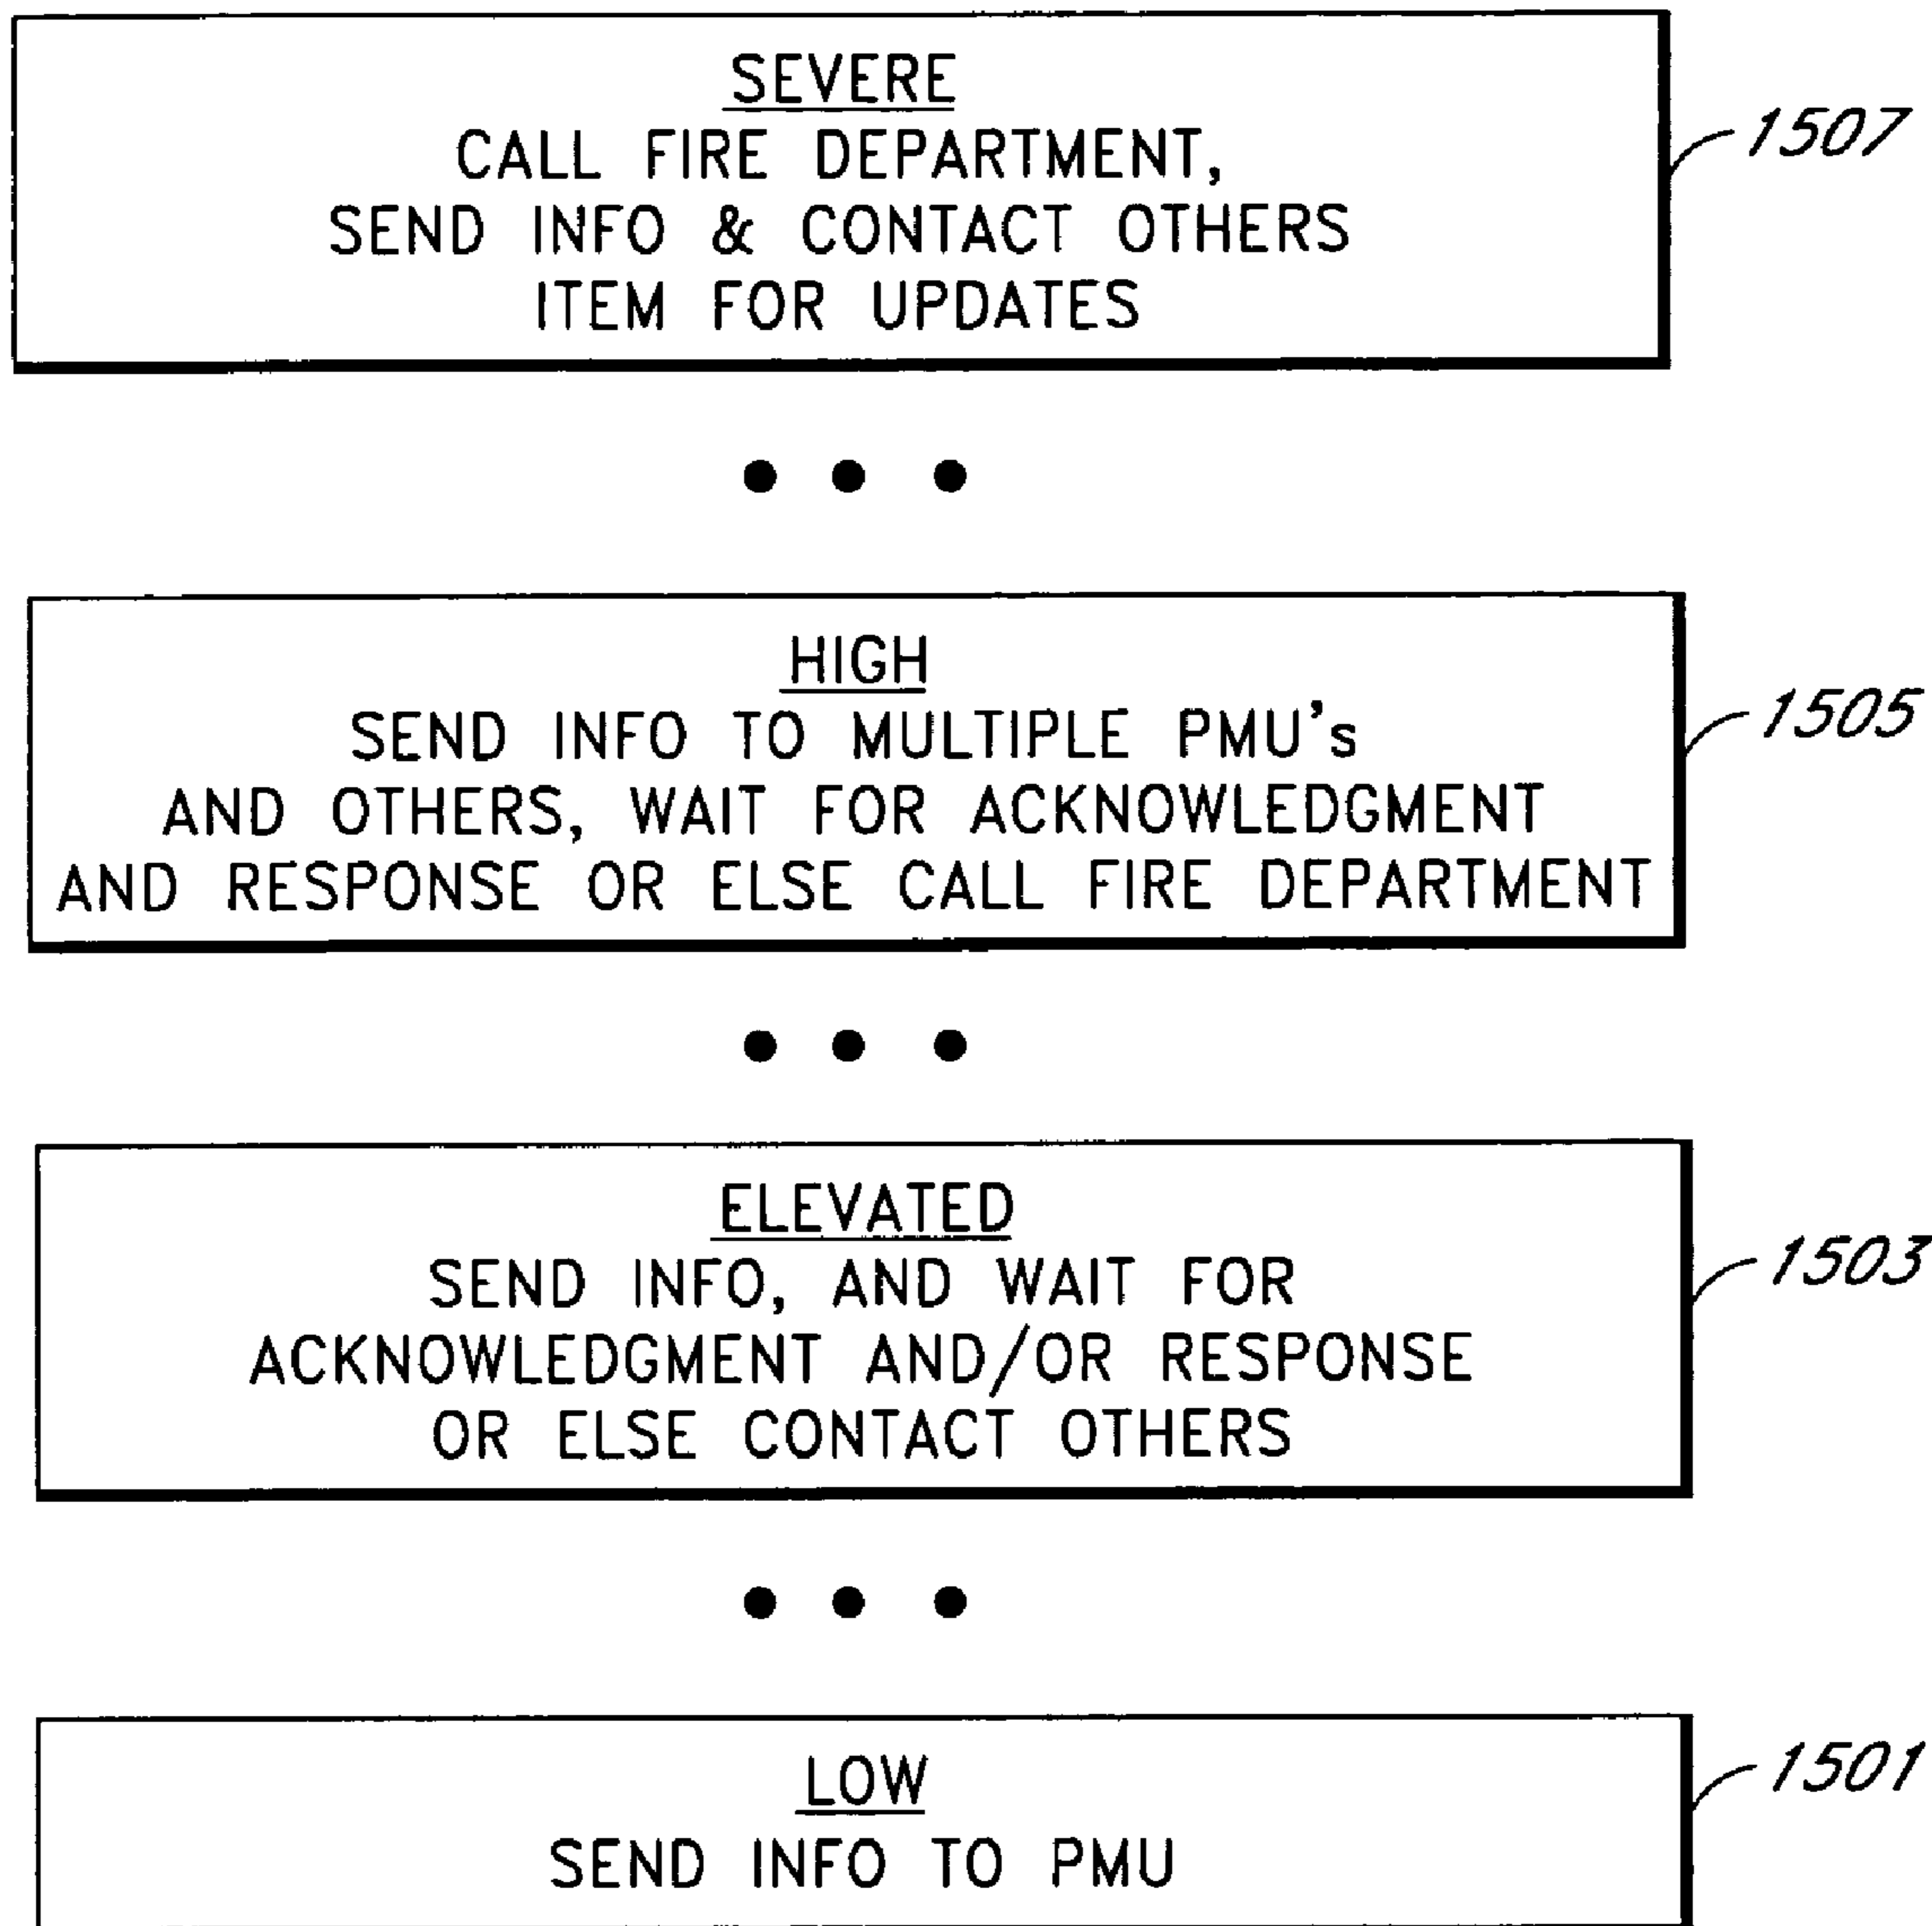 SEVERE
CALL FIRE DEPARTMENT,
SEND INFO & CONTACT OTHERS
ITEM FOR UPDATES
1507
HIGH
SEND INFO TO MULTIPLE PMU's
AND OTHERS, WAIT FOR ACKNOWLEDGMENT
AND RESPONSE OR ELSE CALL FIRE DEPARTMENT
1505
ELEVATED
SEND INFO, AND WAIT FOR
ACKNOWLEDGMENT AND/OR RESPONSE
OR ELSE CONTACT OTHERS
1503
LOW
SEND INFO TO PMU
1501